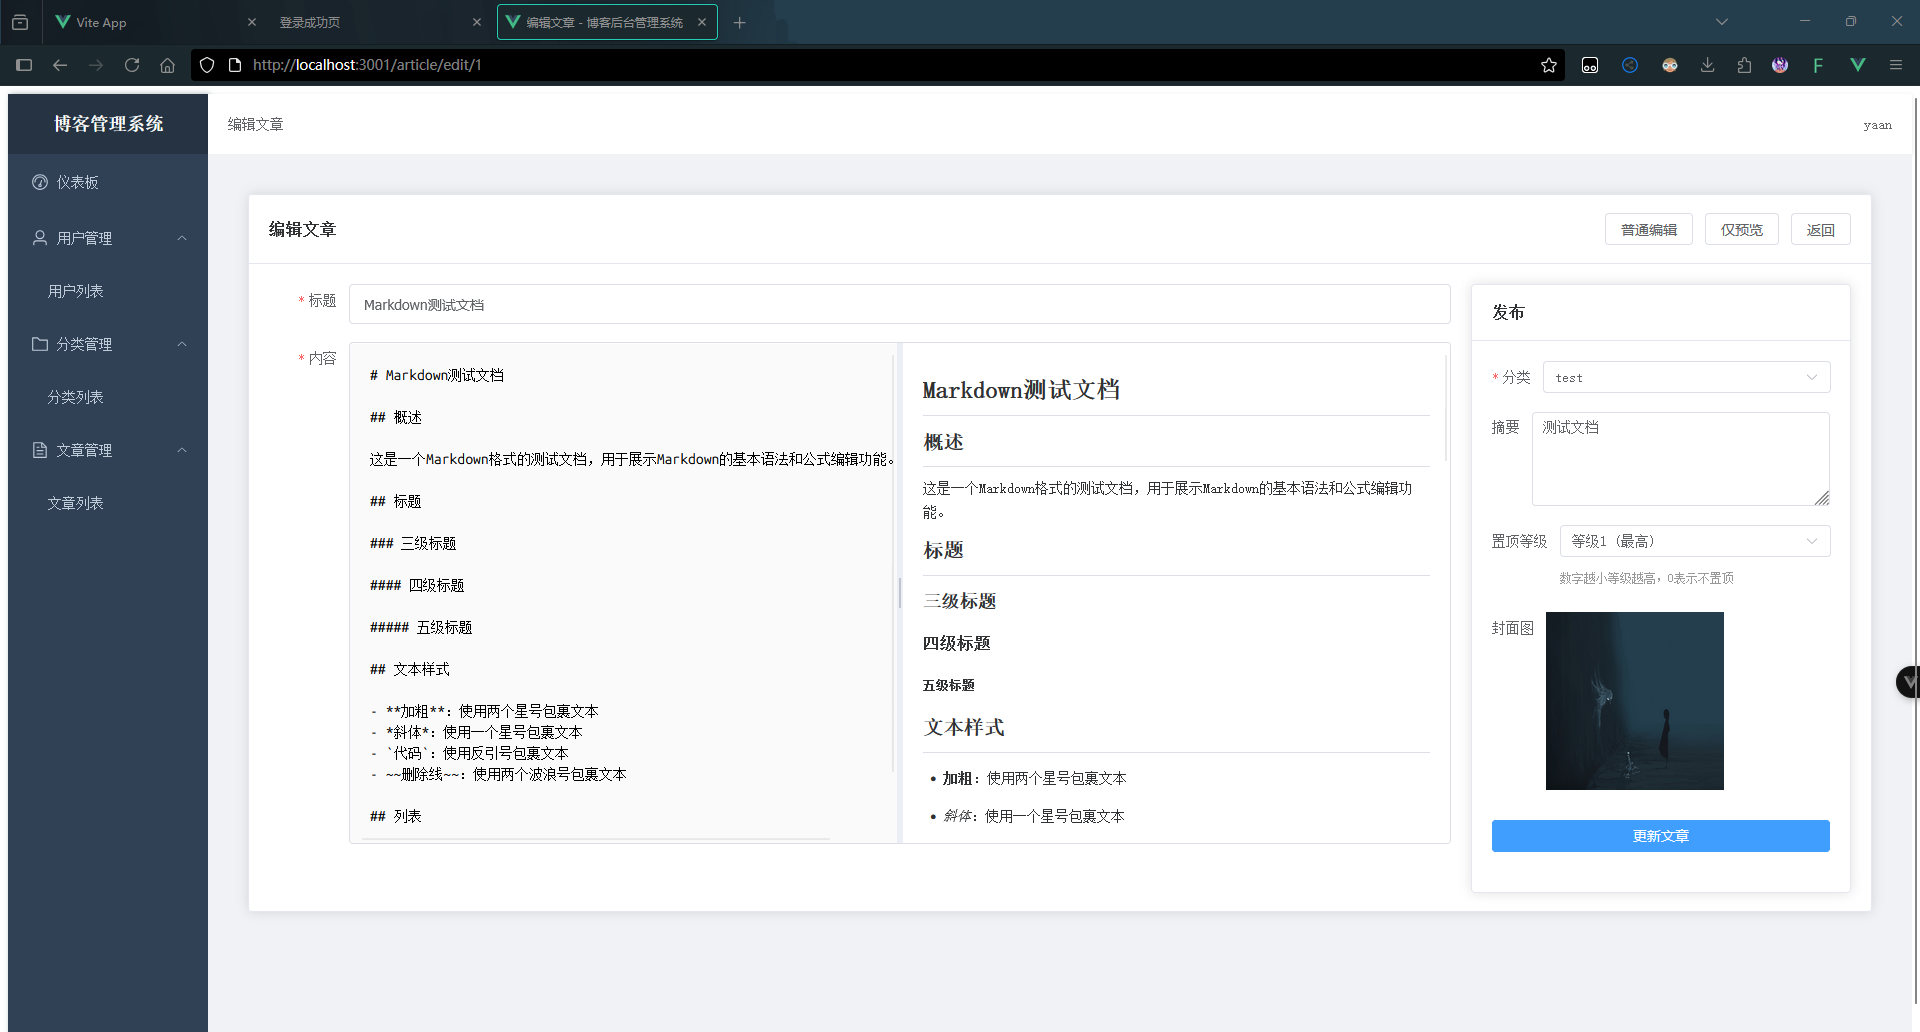 Vite App
登录成功页
编辑文章 - 博客后台管理系统
http://localhost:3001/article/edit/1
F
博客管理系统
编辑文章
yaan
仪表板
用户管理
用户列表
分类管理
分类列表
文章管理
文章列表
编辑文章
普通编辑
仅预览
返回
* 标题
Markdown测试文档
* 内容
# Markdown测试文档
## 概述
这是一个Markdown格式的测试文档，用于展示Markdown的基本语法和公式编辑功能。
## 标题
### 三级标题
#### 四级标题
##### 五级标题
## 文本样式
- **加粗**：使用两个星号包裹文本
- *斜体*：使用一个星号包裹文本
- `代码`：使用反引号包裹文本
- ~~删除线~~：使用两个波浪号包裹文本
## 列表
Markdown测试文档
概述
这是一个Markdown格式的测试文档，用于展示Markdown的基本语法和公式编辑功
能。
标题
三级标题
四级标题
五级标题
文本样式
• 加粗：使用两个星号包裹文本
• 斜体：使用一个星号包裹文本
发布
* 分类
test
摘要
测试文档
置顶等级
等级1（最高）
数字越小等级越高，0表示不置顶
封面图
更新文章